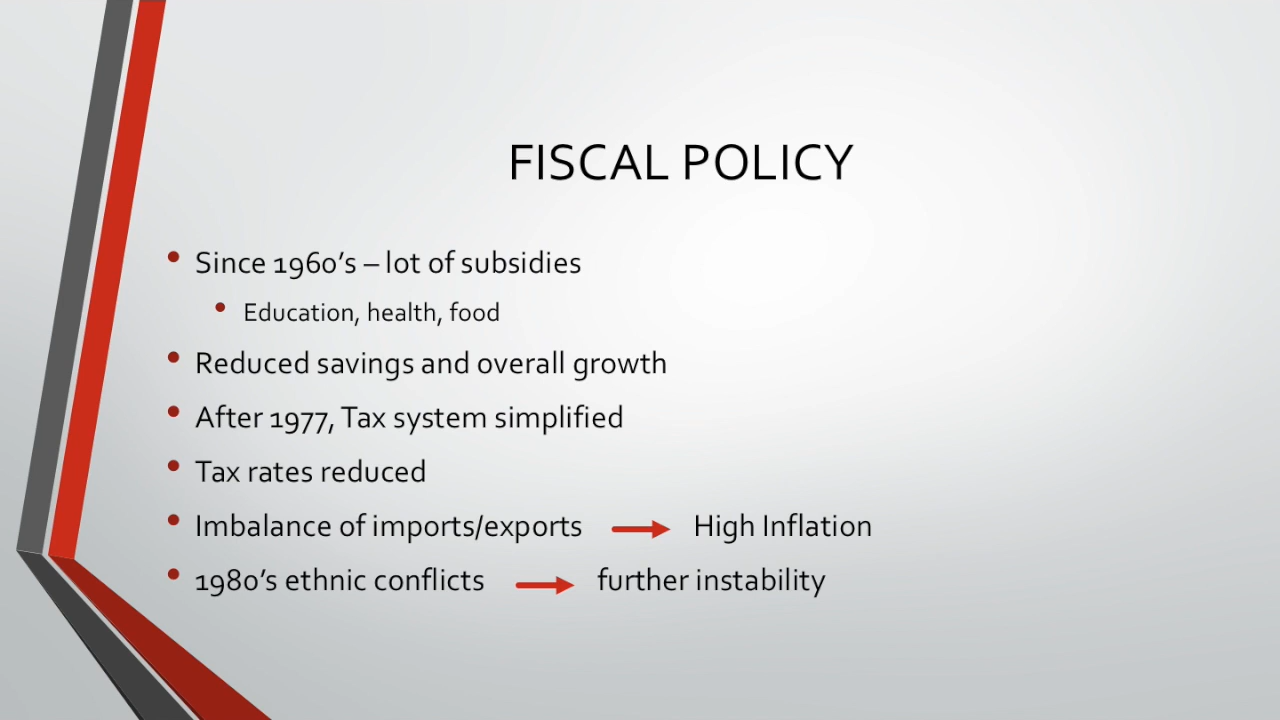 FISCAL POLICY
• Since 1960’s – lot of subsidies
• Education, health, food
• Reduced savings and overall growth
• After 1977, Tax system simplified
• Tax rates reduced
• Imbalance of imports/exports → High Inflation
• 1980’s ethnic conflicts → further instability